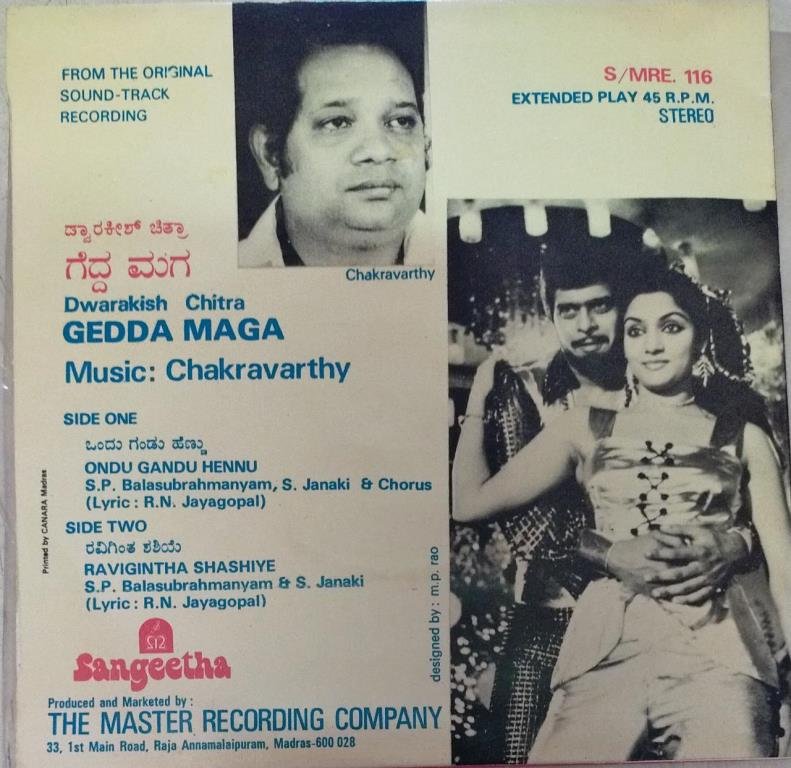 FROM THE ORIGINAL
SOUND-TRACK
RECORDING
S/MRE. 116
EXTENDED PLAY 45 R.P.M.
STEREO
Chakravarthy
ಡ್ವಾರಕೀಶ್ ಚಿತ್ರಾ
ಗೆದ್ದ ಮಗ
Dwarakish Chitra
GEDDA MAGA
Music: Chakravarthy
SIDE ONE
ಒಂದು ಗಂಡು ಹೆಣ್ಣು
ONDU GANDU HENNU
S.P. Balasubrahmanyam, S. Janaki & Chorus
(Lyric : R.N. Jayagopal)
SIDE TWO
ರವಿಗಿಂತ ಶಶಿಯೆ
RAVIGINTHA SHASHIYE
S.P. Balasubrahmanyam & S. Janaki
(Lyric : R.N. Jayagopal)
Printed by CANARA Madras
designed by : m.p. rao
Sangeetha
Produced and Marketed by :
THE MASTER RECORDING COMPANY
33, 1st Main Road, Raja Annamalaipuram, Madras-600 028